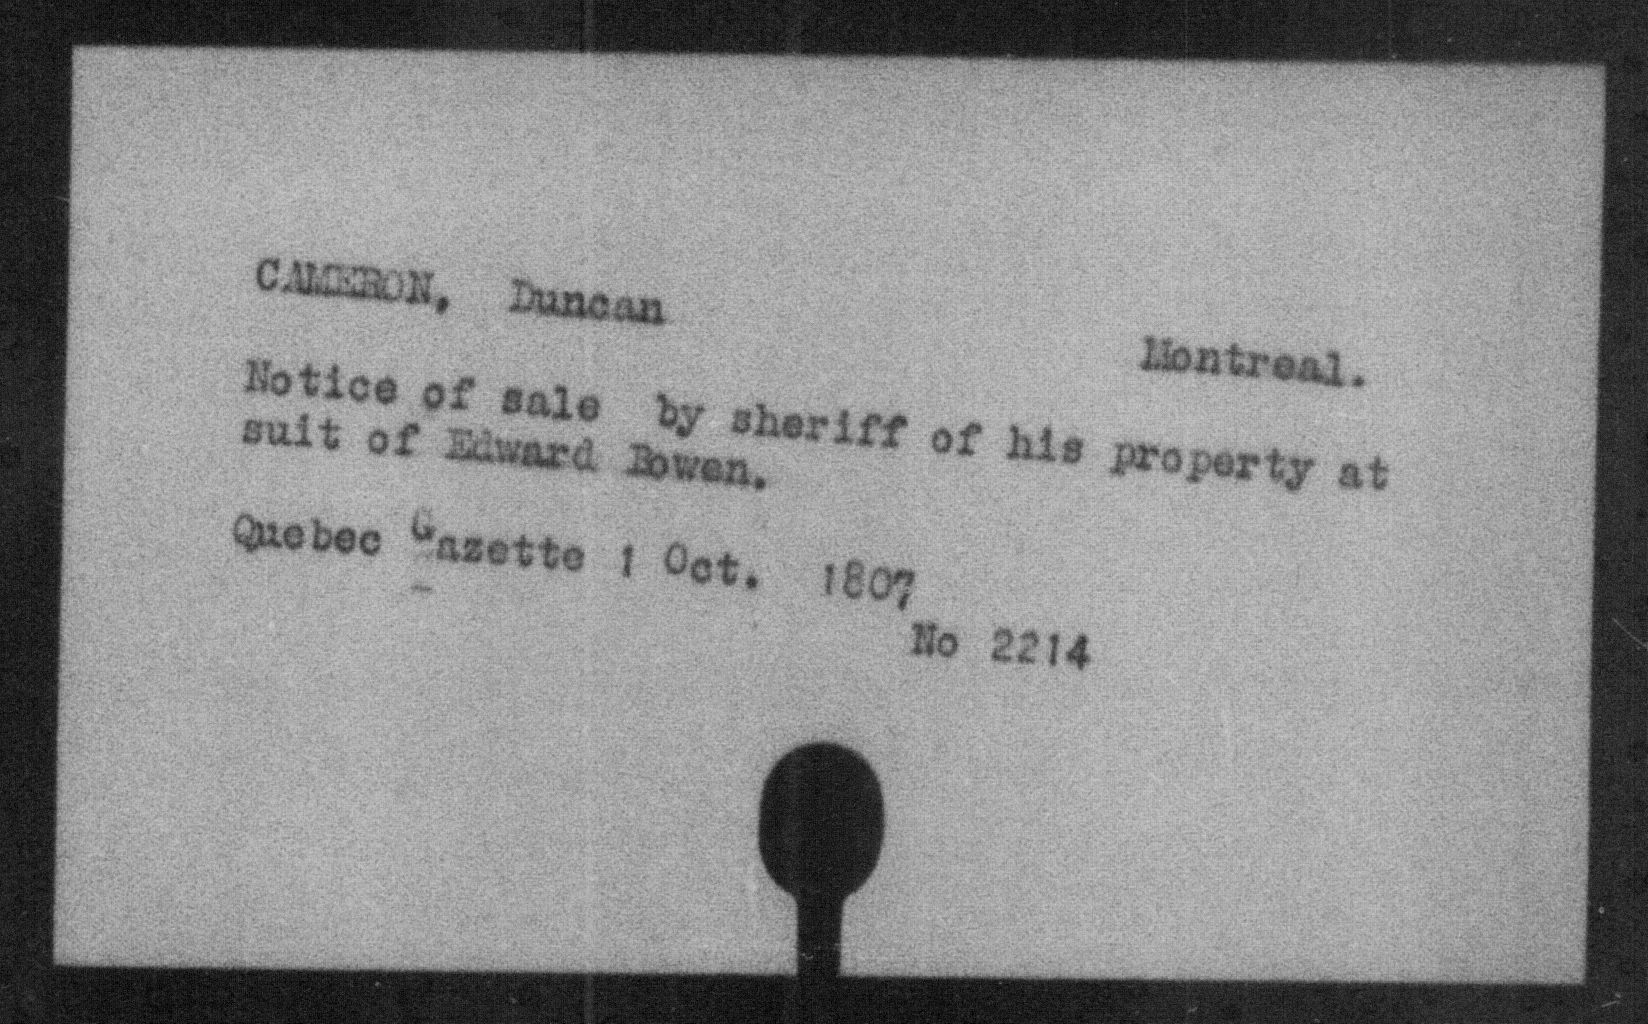 CAMERON, Duncan
Montreal.
Notice of sale by sheriff of his property at
suit of Edward Bowen.
Quebec Gazette 1 Oct. 1807
No 2214